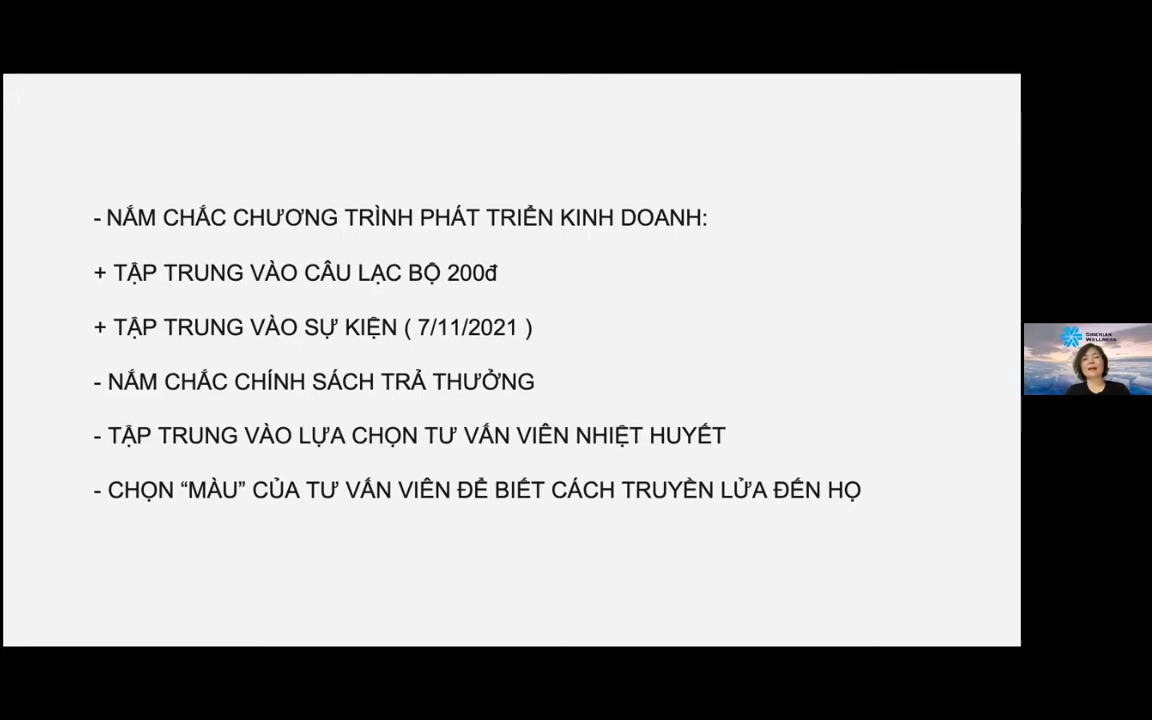 - NẮM CHẮC CHƯƠNG TRÌNH PHÁT TRIỂN KINH DOANH:
+ TẬP TRUNG VÀO CÂU LẠC BỘ 200đ
+ TẬP TRUNG VÀO SỰ KIỆN ( 7/11/2021 )
- NẮM CHẮC CHÍNH SÁCH TRẢ THƯỞNG
- TẬP TRUNG VÀO LỰA CHỌN TƯ VẤN VIÊN NHIỆT HUYẾT
- CHỌN “MÀU” CỦA TƯ VẤN VIÊN ĐỂ BIẾT CÁCH TRUYỀN LỬA ĐẾN HỌ
SIBERIAN
WELLNESS